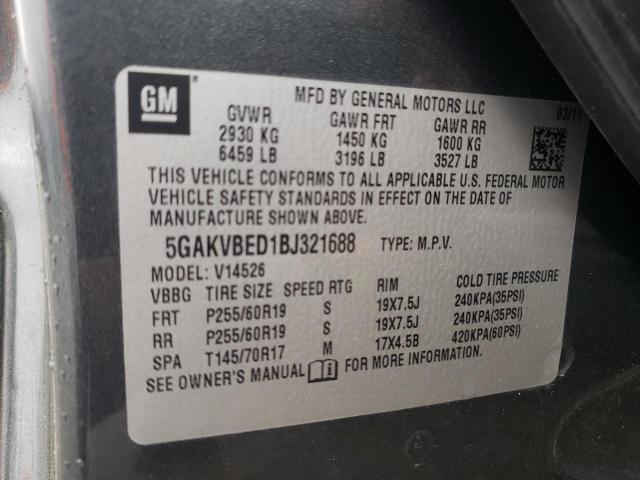 GM
MFD BY GENERAL MOTORS LLC
03/11
GVWR GAWR FRT GAWR RR
2930 KG 1450 KG 1600 KG
6459 LB 3196 LB 3527 LB
THIS VEHICLE CONFORMS TO ALL APPLICABLE U.S. FEDERAL MOTOR
VEHICLE SAFETY STANDARDS IN EFFECT ON THE DATE OF
MANUFACTURE SHOWN ABOVE.
5GAKVBED1BJ321688 TYPE: M.P.V.
MODEL: V14526
VBBG TIRE SIZE SPEED RTG RIM COLD TIRE PRESSURE
FRT P255/60R19 S 19X7.5J 240KPA(35PSI)
RR P255/60R19 S 19X7.5J 240KPA(35PSI)
SPA T145/70R17 M 17X4.5B 420KPA(60PSI)
SEE OWNER'S MANUAL FOR MORE INFORMATION.